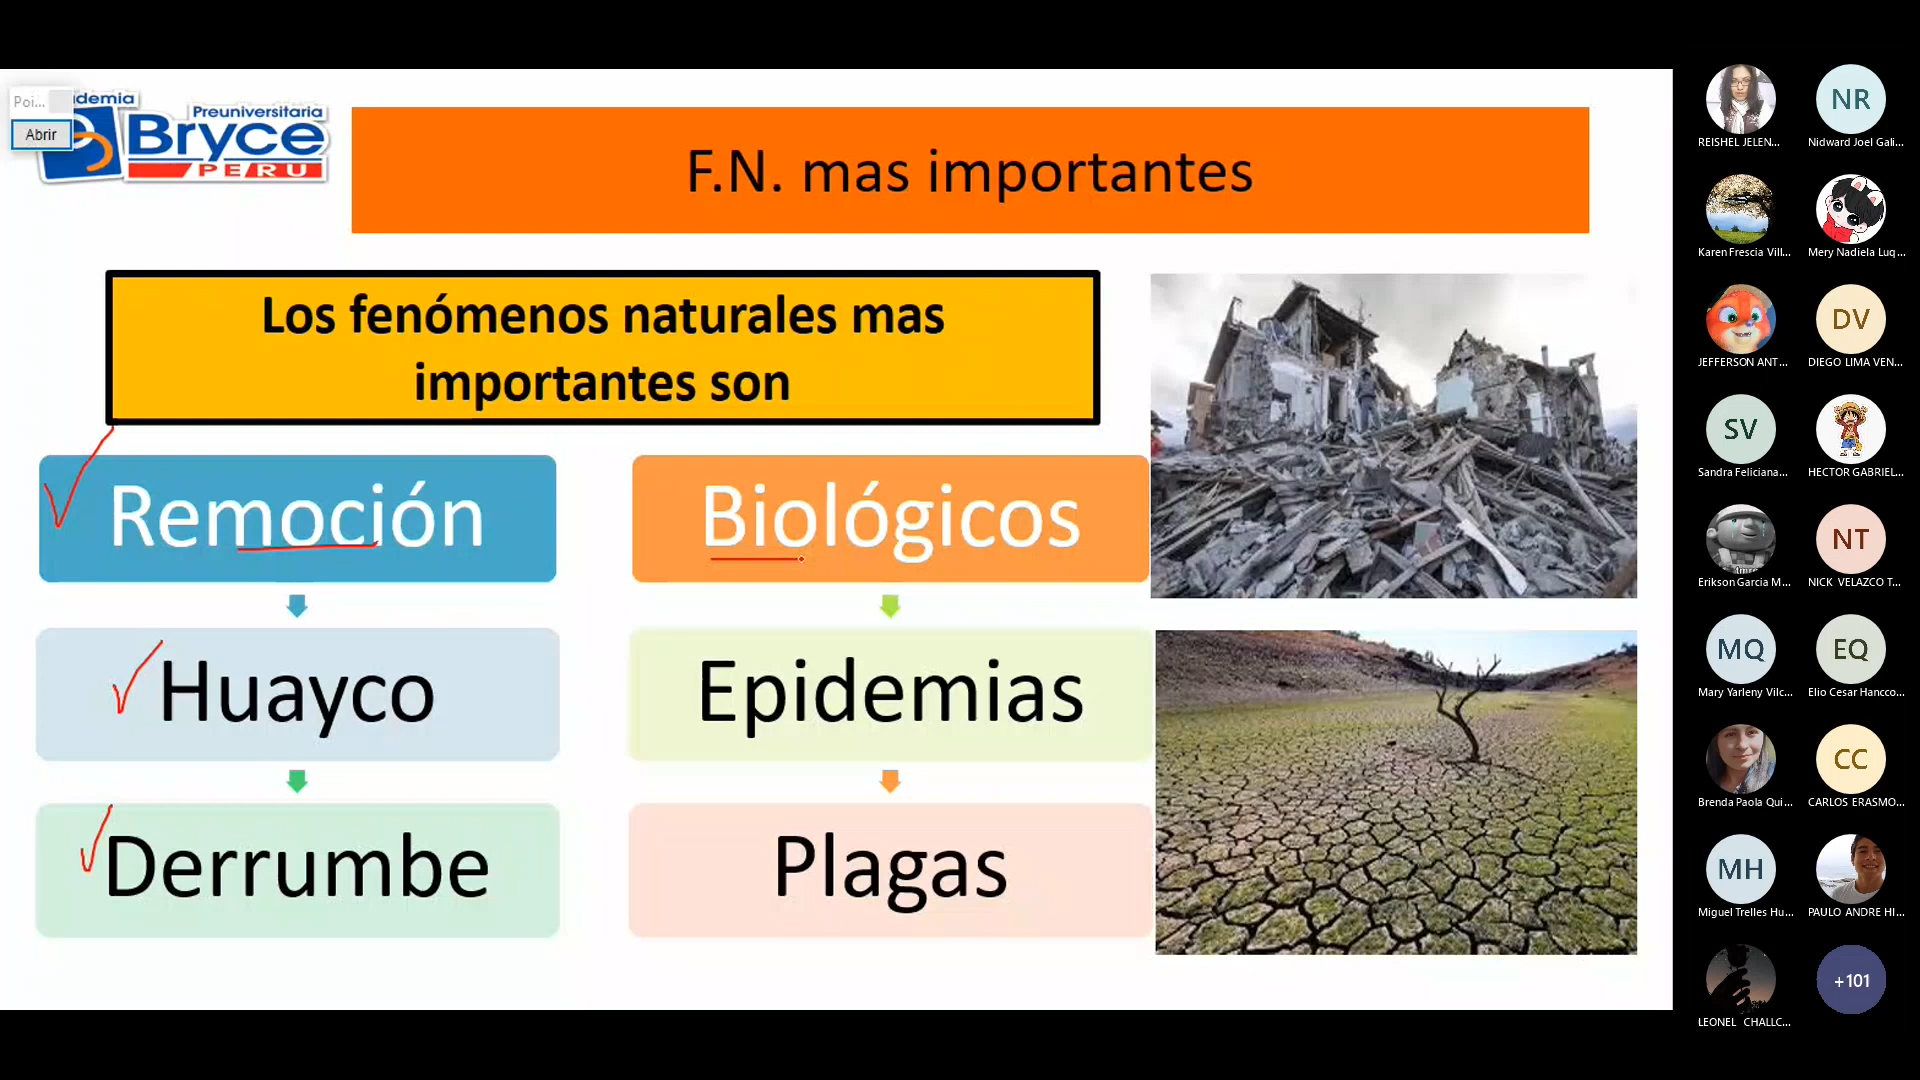 Poi...
Abrir
Preuniversitaria
Bryce
PERU
F.N. mas importantes
Los fenómenos naturales mas
importantes son
Remoción
Biológicos
Huayco
Epidemias
Derrumbe
Plagas
REISHEL JELEN...
NR
Nidward Joel Gali...
Karen Frescia Vill...
Mery Nadiela Luq...
JEFFERSON ANT...
DV
DIEGO LIMA VEN...
SV
Sandra Feliciana...
HECTOR GABRIEL...
Erikson Garcia M...
NT
NICK VELAZCO T...
MQ
Mary Yarleny Vilc...
EQ
Elio Cesar Hancco...
Brenda Paola Qui...
CC
CARLOS ERASMO...
MH
Miguel Trelles Hu...
PAULO ANDRE HI...
LEONEL CHALLC...
+101